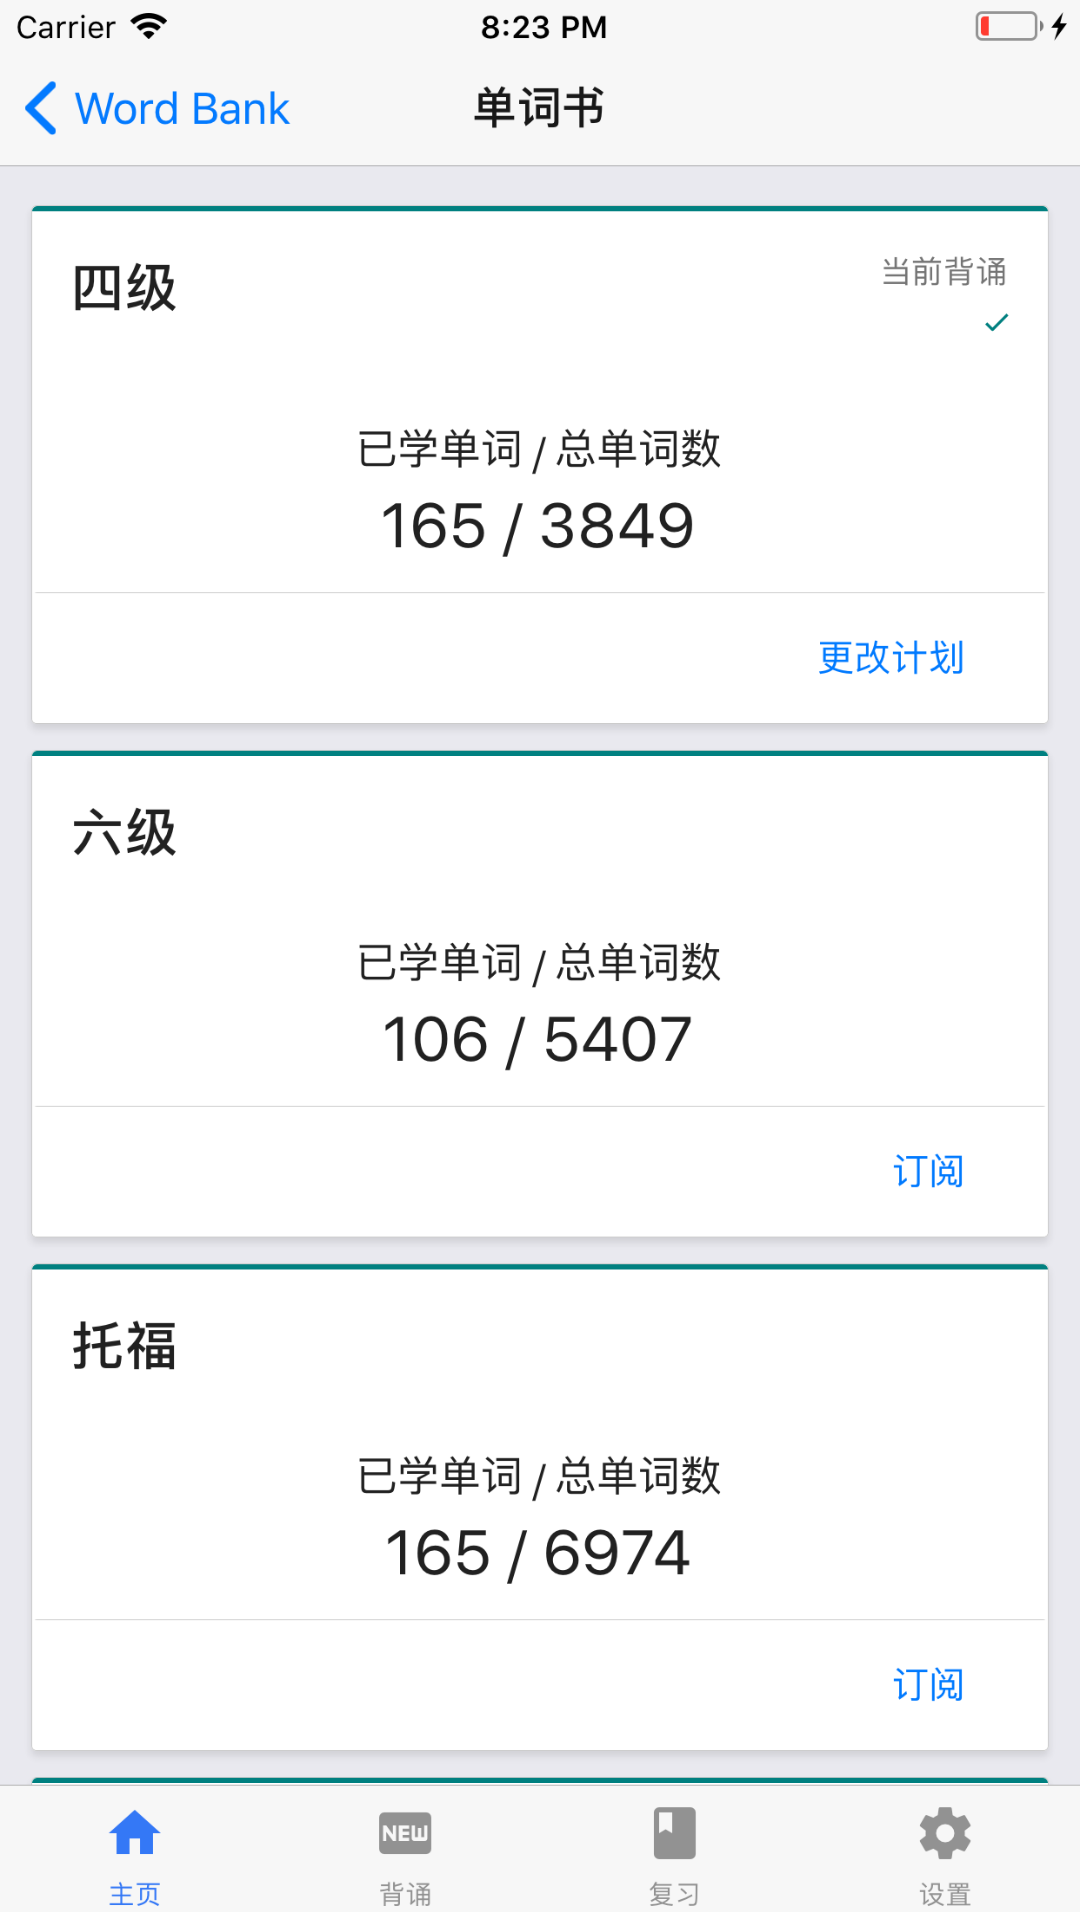 Carrier 8:23 PM
Word Bank 单词书
四级 当前背诵
已学单词 / 总单词数
165 / 3849
更改计划
六级
已学单词 / 总单词数
106 / 5407
订阅
托福
已学单词 / 总单词数
165 / 6974
订阅
NEW
主页 背诵 复习 设置